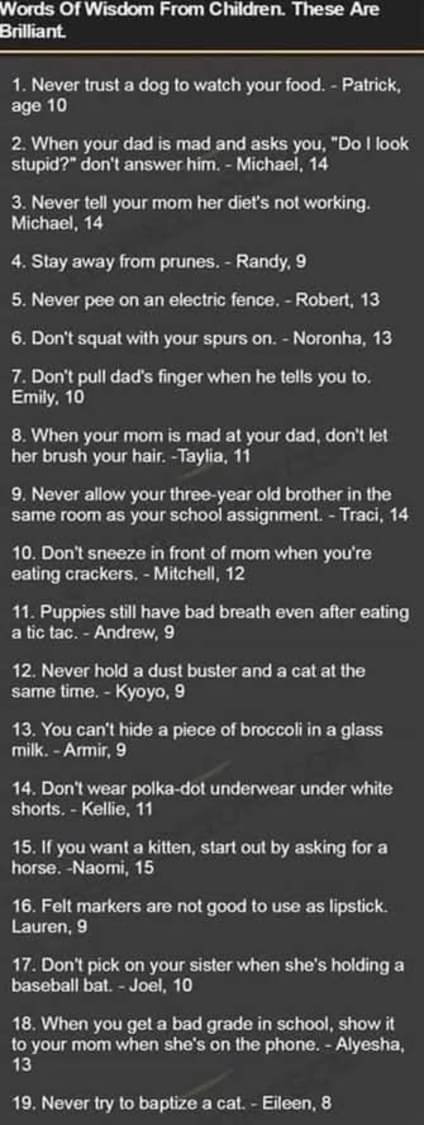 Words Of Wisdom From Children. These Are
Brilliant.
1. Never trust a dog to watch your food. - Patrick,
age 10
2. When your dad is mad and asks you, "Do I look
stupid?" don't answer him. - Michael, 14
3. Never tell your mom her diet's not working.
Michael, 14
4. Stay away from prunes. - Randy, 9
5. Never pee on an electric fence. - Robert, 13
6. Don't squat with your spurs on. - Noronha, 13
7. Don't pull dad's finger when he tells you to.
Emily, 10
8. When your mom is mad at your dad, don't let
her brush your hair. -Taylia, 11
9. Never allow your three-year old brother in the
same room as your school assignment. - Traci, 14
10. Don't sneeze in front of mom when you're
eating crackers. - Mitchell, 12
11. Puppies still have bad breath even after eating
a tic tac. - Andrew, 9
12. Never hold a dust buster and a cat at the
same time. - Kyoyo, 9
13. You can't hide a piece of broccoli in a glass
milk. - Armir, 9
14. Don't wear polka-dot underwear under white
shorts. - Kellie, 11
15. If you want a kitten, start out by asking for a
horse. -Naomi, 15
16. Felt markers are not good to use as lipstick.
Lauren, 9
17. Don't pick on your sister when she's holding a
baseball bat. - Joel, 10
18. When you get a bad grade in school, show it
to your mom when she's on the phone. - Alyesha,
13
19. Never try to baptize a cat. - Eileen, 8